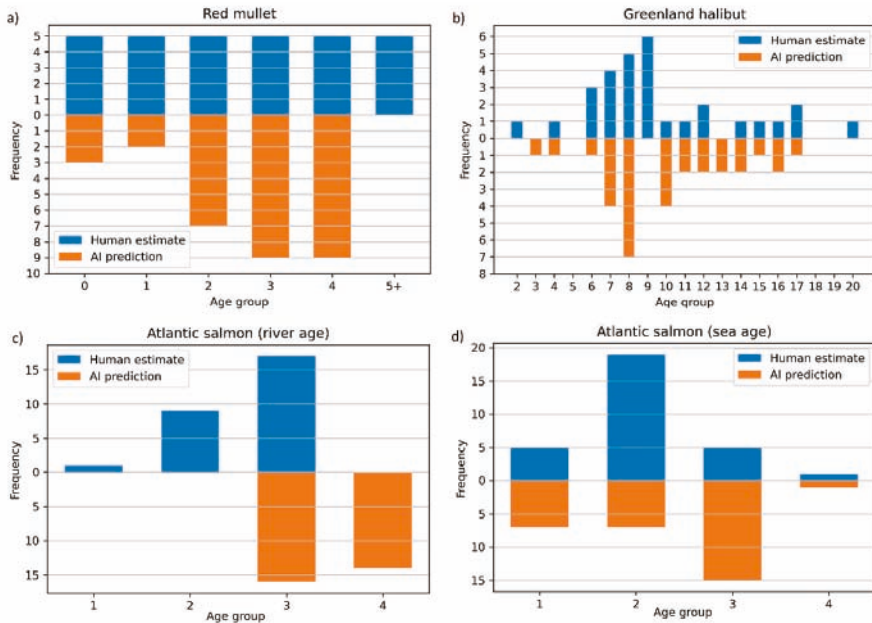 a)
Red mullet
5
4
3
2
1
0
1
2
3
4
5
6
7
8
9
10
Frequency
Human estimate
AI prediction
0 1 2 3 4 5+
Age group
b)
Greenland halibut
6
5
4
3
2
1
0
1
2
3
4
5
6
7
8
Frequency
Human estimate
AI prediction
2 3 4 5 6 7 8 9 10 11 12 13 14 15 16 17 18 19 20
Age group
c)
Atlantic salmon (river age)
15
10
5
0
5
10
15
Frequency
Human estimate
AI prediction
1 2 3 4
Age group
d)
Atlantic salmon (sea age)
20
15
10
5
0
5
10
15
Frequency
Human estimate
AI prediction
1 2 3 4
Age group